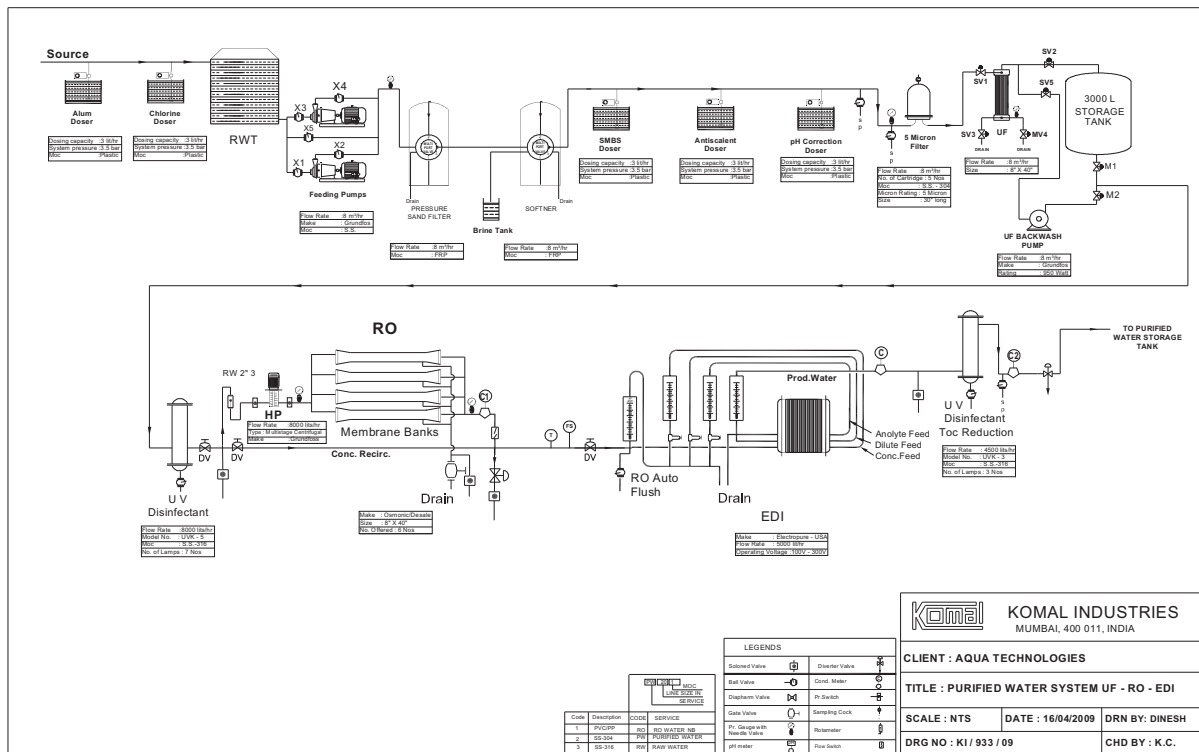 Source
Alum
Doser
Dosing capacity :3 lit/hr
System pressure :3.5 bar
Moc :Plastic
Chlorine
Doser
Dosing capacity :3 lit/hr
System pressure :3.5 bar
Moc :Plastic
RWT
X4
X3
X5
X2
X1
Feeding Pumps
Flow Rate :8 m³/hr
Make : Grundfos
Moc : S.S.
MULTI
PORT
VALVE
Drain
PRESSURE
SAND FILTER
Flow Rate :8 m³/hr
Moc : FRP
Brine Tank
MULTI
PORT
VALVE
Drain
SOFTNER
Flow Rate :8 m³/hr
Moc : FRP
SMBS
Doser
Dosing capacity :3 lit/hr
System pressure :3.5 bar
Moc :Plastic
Antiscalent
Doser
Dosing capacity :3 lit/hr
System pressure :3.5 bar
Moc :Plastic
pH Correction
Doser
Dosing capacity :3 lit/hr
System pressure :3.5 bar
Moc :Plastic
s p
s p
5 Micron
Filter
Flow Rate :8 m³/hr
No. of Cartridge : 5 Nos
Moc : S.S. - 304
Micron Rating : 5 Micron
Size : 30" long
SV1
SV2
SV5
SV3
UF
MV4
DRAIN
DRAIN
Flow Rate :8 m³/hr
Size : 8" X 40"
3000 L
STORAGE
TANK
M1
M2
UF BACKWASH
PUMP
Flow Rate :8 m³/hr
Make : Grundfos
Rating : 950 Watt
RO
RW 2" 3
HP
Flow Rate :8000 lits/hr
Type : Multistage Centrifugal
Make :Grundfoss
Membrane Banks
Conc. Recirc.
C1
DV
DV
U V
Disinfectant
Flow Rate :8000 lits/hr
Model No. : UVK - 5
Moc : S.S.-316
No. of Lamps : 7 Nos
Drain
Make : Osmonic/Desale
Size : 8" X 40"
No. Offered : 6 Nos
T
FS
DV
RO Auto
Flush
Prod.Water
C
Anolyte Feed
Dilute Feed
Conc.Feed
Drain
EDI
Make : Electropure - USA
Flow Rate : 5000 lit/hr
Operating Voltage :100V - 300V
C2
s p
U V
Disinfectant
Toc Reduction
Flow Rate : 4500 lits/hr
Model No. : UVK - 3
Moc : S.S.-316
No. of Lamps : 3 Nos
TO PURIFIED
WATER STORAGE
TANK
MOC
LINE SIZE IN
SERVICE
Code Description CODE SERVICE
1 PVC/PP RO RO WATER NB
2 SS-304 PW PURIFIED WATER
3 SS-316 RW RAW WATER
LEGENDS
Soloned Valve Diverter Valve
Ball Valve Cond. Meter
Diapharm Valve Pr.Switch
Gate Valve Sampling Cock
Pr. Gauge with
Needle Valve Rotameter
pH meter Flow Switch
Komal
KOMAL INDUSTRIES
MUMBAI, 400 011, INDIA
CLIENT : AQUA TECHNOLOGIES
TITLE : PURIFIED WATER SYSTEM UF - RO - EDI
SCALE : NTS DATE : 16/04/2009 DRN BY: DINESH
DRG NO : KI / 933 / 09 CHD BY : K.C.